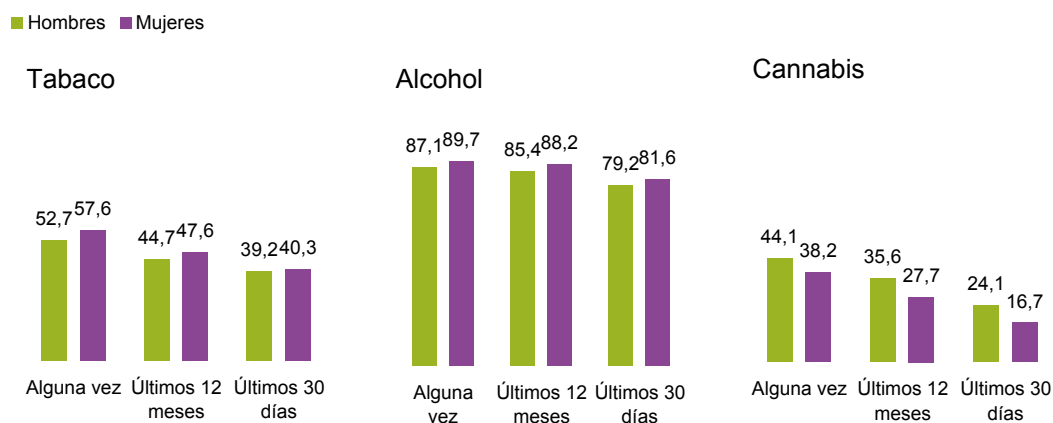 Hombres Mujeres
Tabaco
52,7 57,6
44,7 47,6
39,2 40,3
Alguna vez
Últimos 12
meses
Últimos 30
días
Alcohol
87,1 89,7
85,4 88,2
79,2 81,6
Alguna
vez
Últimos 12
meses
Últimos 30
días
Cannabis
44,1 38,2
35,6 27,7
24,1 16,7
Alguna vez
Últimos 12
meses
Últimos 30
días